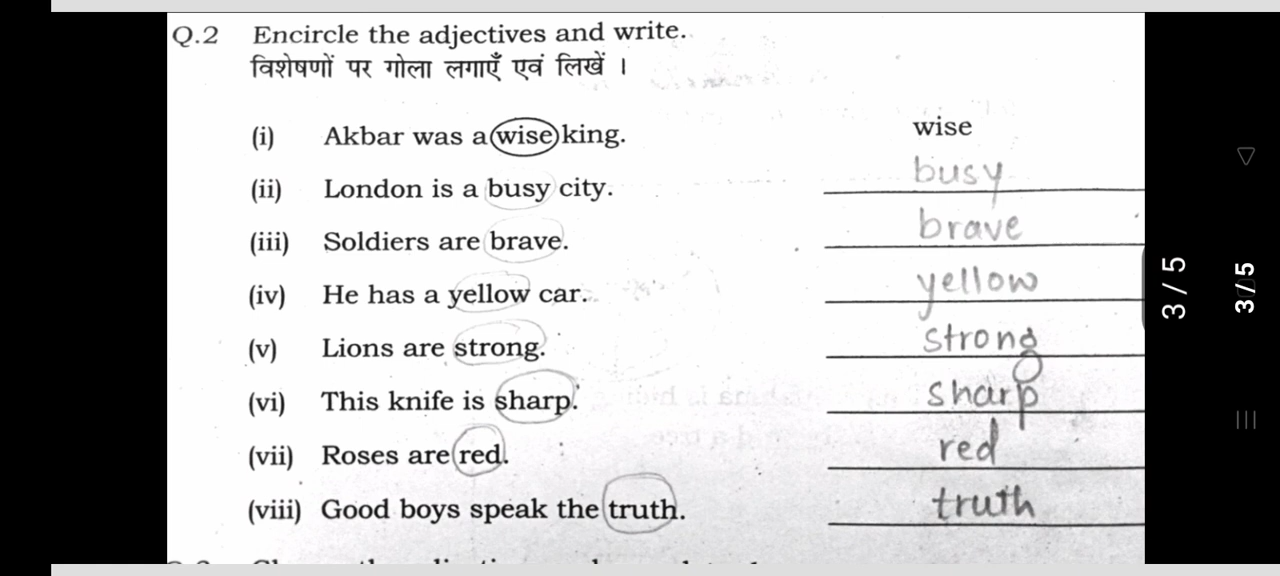 Q.2 Encircle the adjectives and write.
विशेषणों पर गोला लगाएँ एवं लिखें ।
(i) Akbar was a wise king. wise
(ii) London is a busy city. busy
(iii) Soldiers are brave. brave
(iv) He has a yellow car. yellow
(v) Lions are strong. strong
(vi) This knife is sharp. sharp
(vii) Roses are red. red
(viii) Good boys speak the truth. truth
3 / 5
3/5